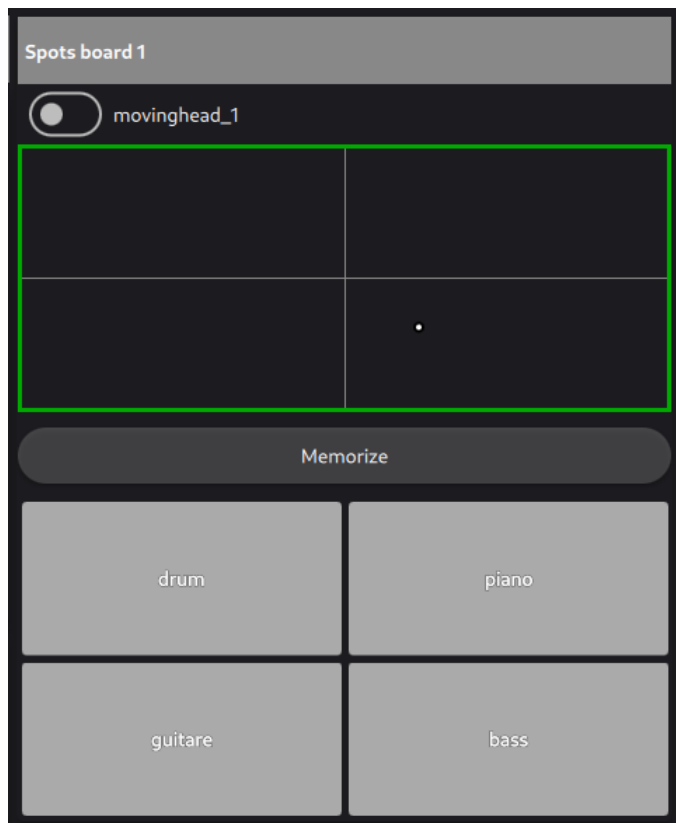 Spots board 1
movinghead_1
Memorize
drum
piano
guitare
bass